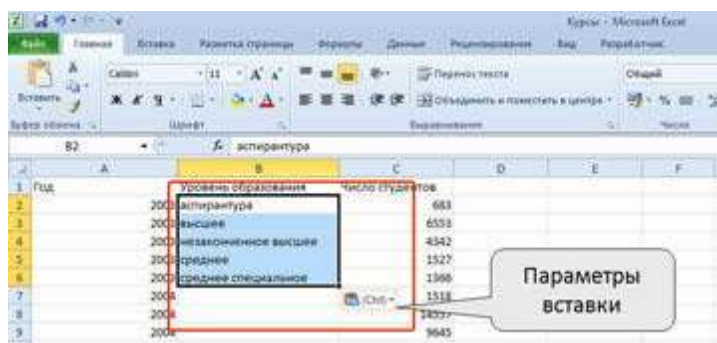 Курсы - Microsoft Excel
Файл Главная Вставка Разметка страницы Формулы Данные Рецензирование Вид Разработчик
Calibri 11 Перенос текста Общий
Вставить Ж К Ч Объединить и поместить в центре % 000
Буфер обмена Шрифт Выравнивание Число
B2 fx аспирантура
A B C D E F
1 Год Уровень образования Число студентов
2 2003 аспирантура 683
3 2003 высшее 6553
4 2003 незаконченное высшее 4342
5 2003 среднее 1527
6 2003 среднее специальное 1366
7 2004 (Ctrl) 1518
8 2004 14557
9 2004 9645
Параметры
вставки